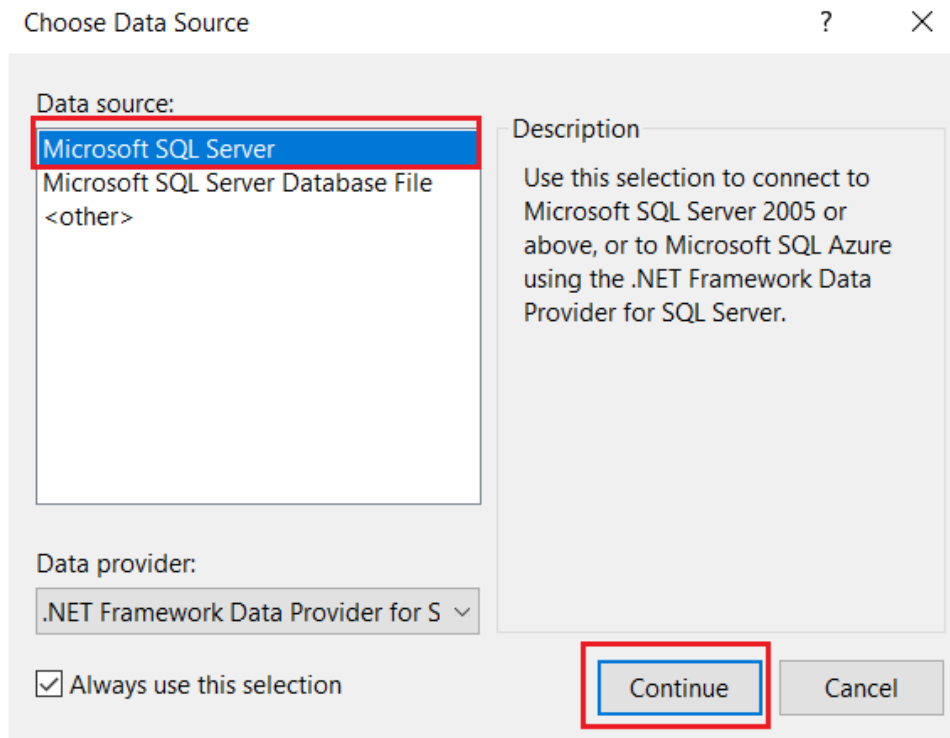 Choose Data Source
?
Data source:
Microsoft SQL Server
Microsoft SQL Server Database File
<other>
Description
Use this selection to connect to
Microsoft SQL Server 2005 or
above, or to Microsoft SQL Azure
using the .NET Framework Data
Provider for SQL Server.
Data provider:
.NET Framework Data Provider for S
Always use this selection
Continue
Cancel